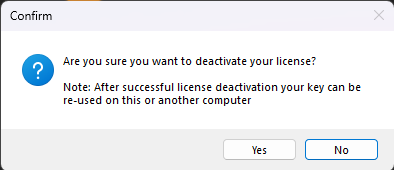 Confirm
Are you sure you want to deactivate your license?
Note: After successful license deactivation your key can be
re-used on this or another computer
Yes
No